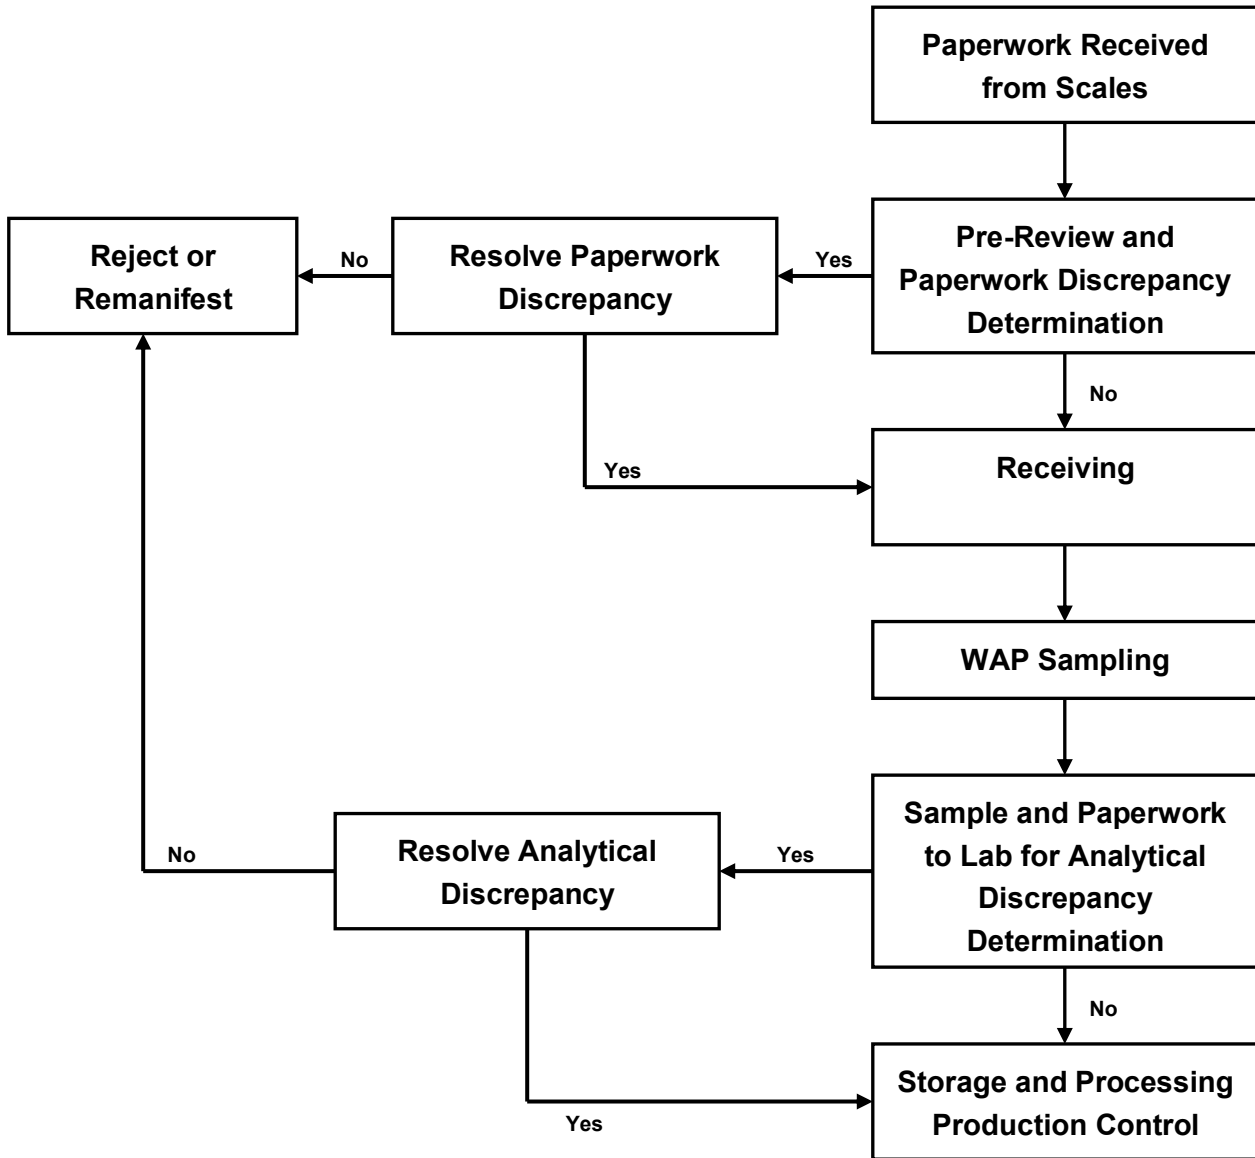 Paperwork Received
from Scales
Reject or
Remanifest
No
Resolve Paperwork
Discrepancy
Yes
Pre-Review and
Paperwork Discrepancy
Determination
No
Yes
Receiving
WAP Sampling
No
Resolve Analytical
Discrepancy
Yes
Sample and Paperwork
to Lab for Analytical
Discrepancy
Determination
No
Yes
Storage and Processing
Production Control